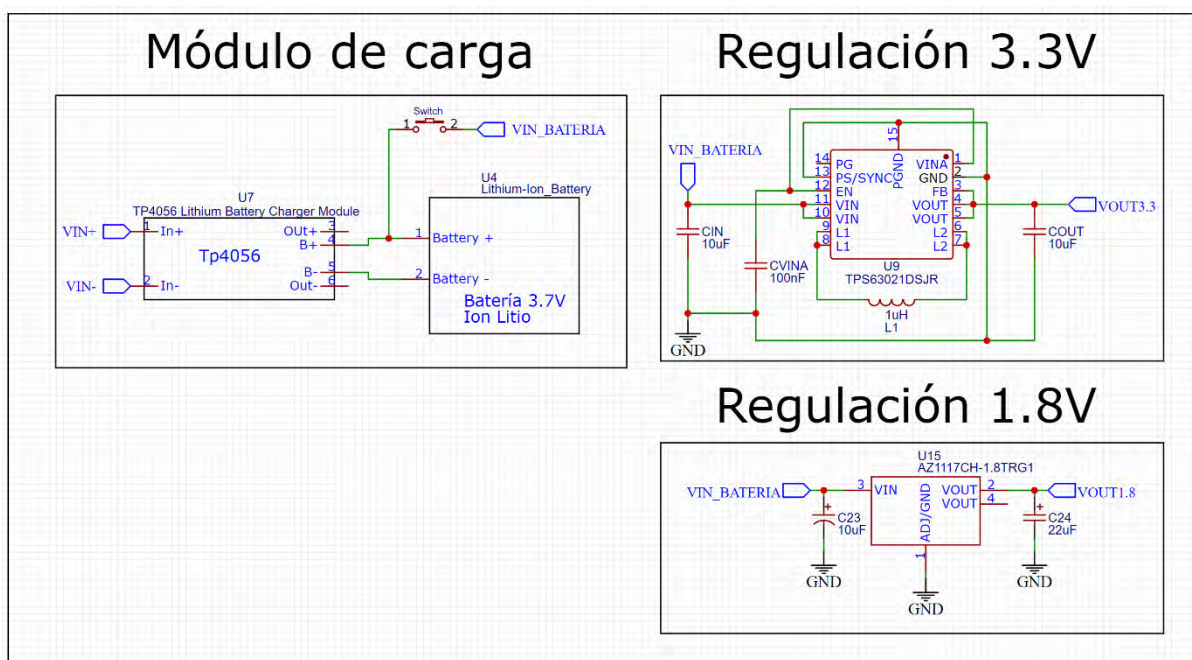 Módulo de carga
Switch
1
2
VIN_BATERIA
U4
Lithium-Ion_Battery
U7
TP4056 Lithium Battery Charger Module
VIN+
1
In+
OUt+
3
B+
4
Tp4056
B-
5
VIN-
2
In-
Out-
6
1
Battery +
2
Battery -
Batería 3.7V
Ion Litio
Regulación 3.3V
VIN_BATERIA
15
PGND
14
PG
13
PS/SYNC
12
EN
11
VIN
10
VIN
9
L1
8
L1
VINA
1
GND
2
FB
3
VOUT
4
VOUT
5
L2
6
L2
7
VOUT3.3
CIN
10uF
CVINA
100nF
U9
TPS63021DSJR
COUT
10uF
1uH
L1
GND
Regulación 1.8V
U15
AZ1117CH-1.8TRG1
VIN_BATERIA
3
VIN
ADJ/GND
VOUT
2
VOUT
4
VOUT1.8
+
C23
10uF
+
C24
22uF
1
GND
GND
GND